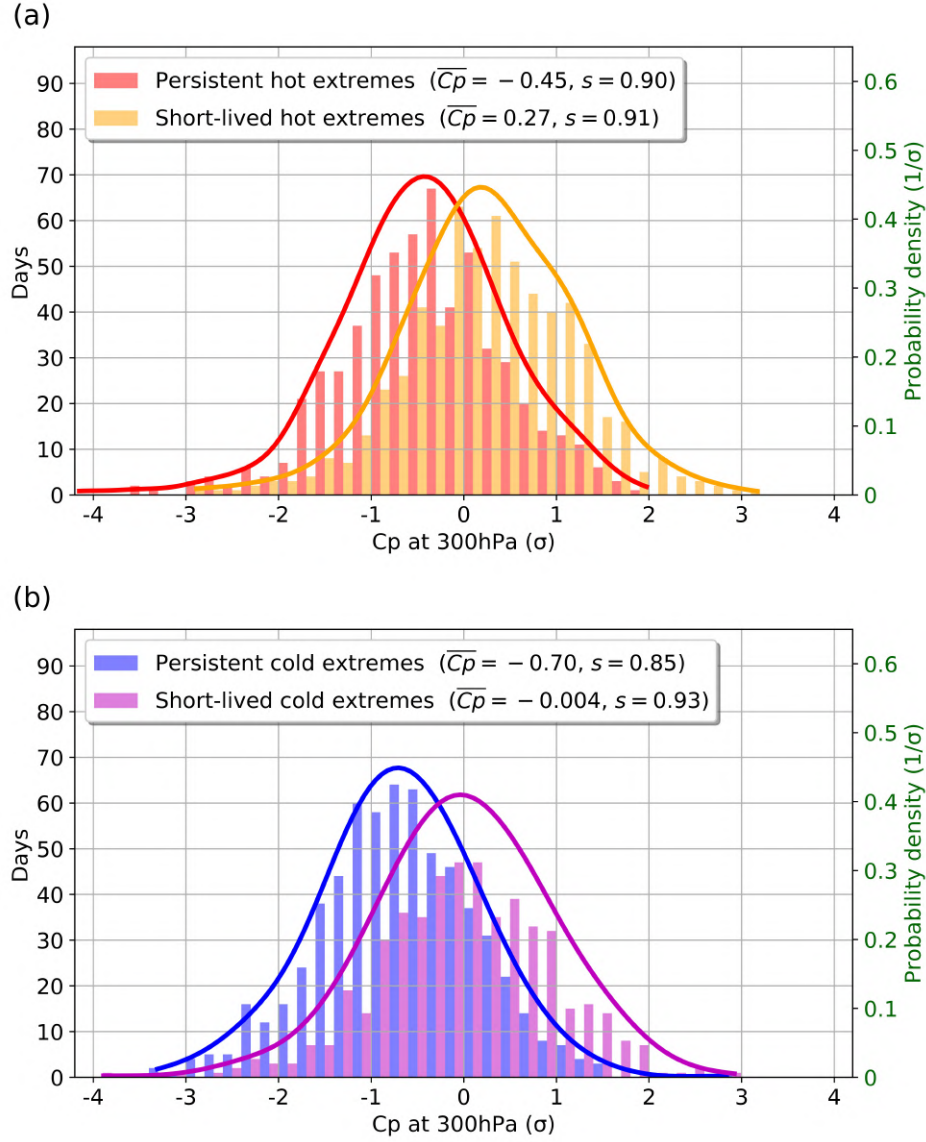 (a)
Persistent hot extremes ($\overline{Cp}$ = −0.45, s = 0.90)
Short-lived hot extremes ($\overline{Cp}$ = 0.27, s = 0.91)
90
80
70
60
50
40
30
20
10
0
Days
0.6
0.5
0.4
0.3
0.2
0.1
0
Probability density (1/σ)
-4 -3 -2 -1 0 1 2 3 4
Cp at 300hPa (σ)
(b)
Persistent cold extremes ($\overline{Cp}$ = −0.70, s = 0.85)
Short-lived cold extremes ($\overline{Cp}$ = −0.004, s = 0.93)
90
80
70
60
50
40
30
20
10
0
Days
0.6
0.5
0.4
0.3
0.2
0.1
0
Probability density (1/σ)
-4 -3 -2 -1 0 1 2 3 4
Cp at 300hPa (σ)